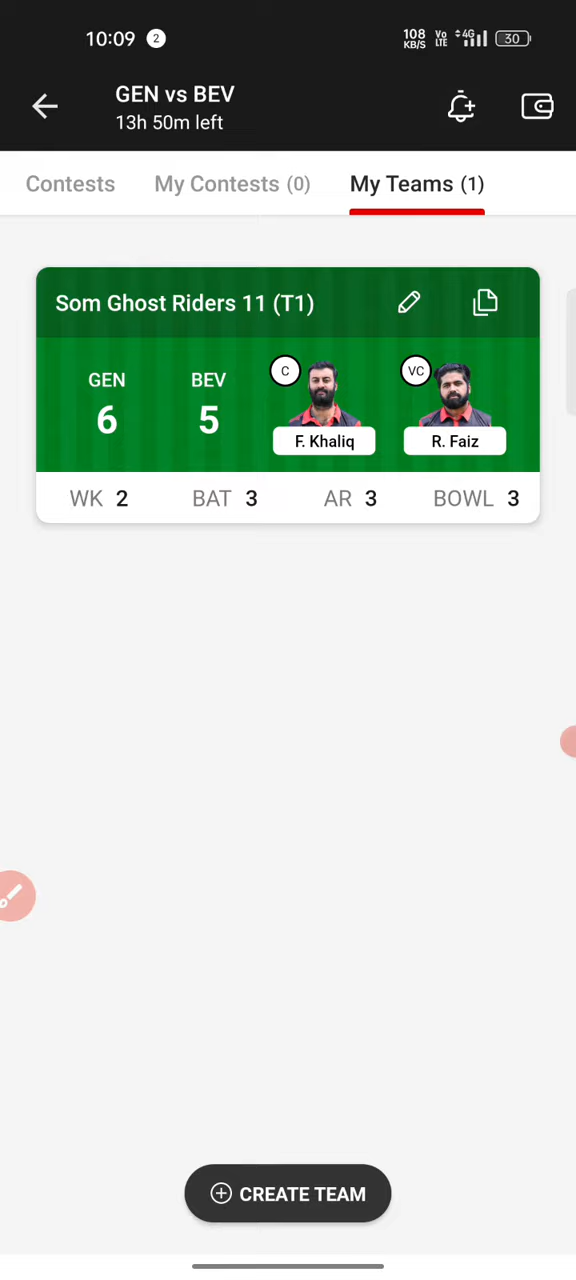 10:09 2 108 KB/S Vo LTE 4G 30
GEN vs BEV
13h 50m left
Contests My Contests (0) My Teams (1)
Som Ghost Riders 11 (T1)
GEN BEV C VC
6 5
F. Khaliq R. Faiz
WK 2 BAT 3 AR 3 BOWL 3
CREATE TEAM